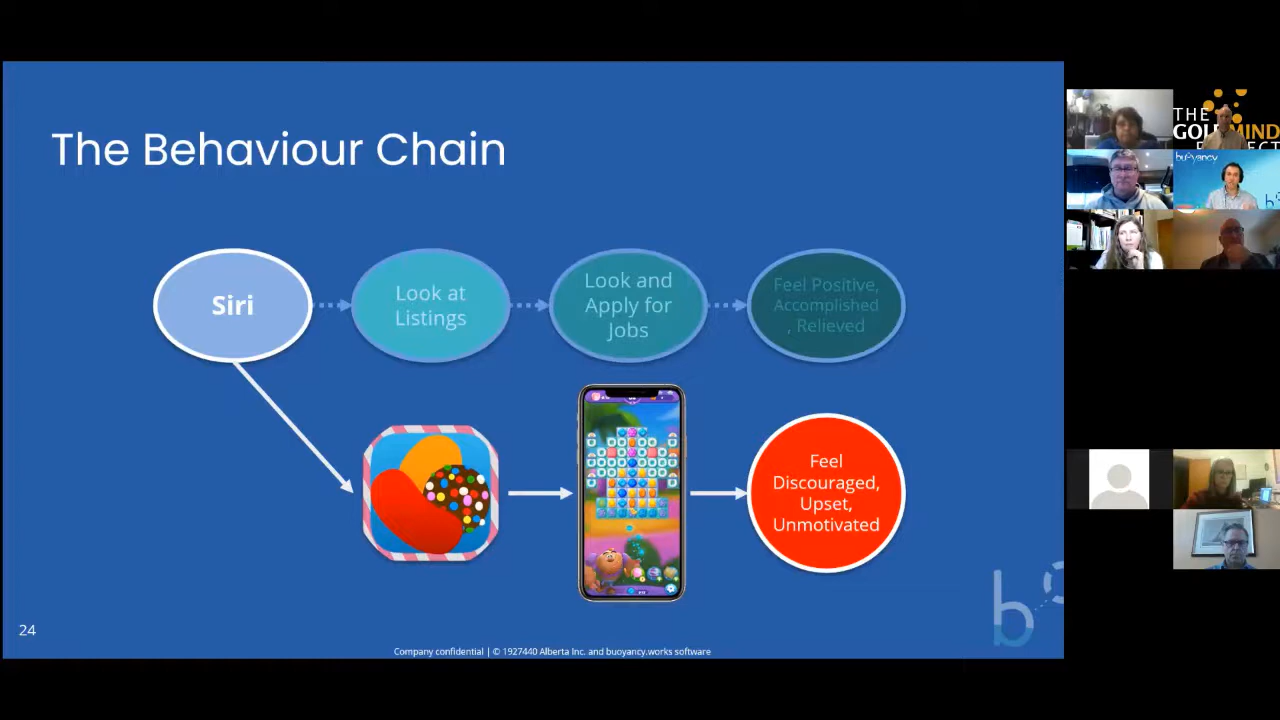 The Behaviour Chain
Siri
Look at
Listings
Look and
Apply for
Jobs
Feel Positive,
Accomplished
, Relieved
Feel
Discouraged,
Upset,
Unmotivated
24
Company confidential | © 1927440 Alberta Inc. and buoyancy.works software
b
THE
buoyancy